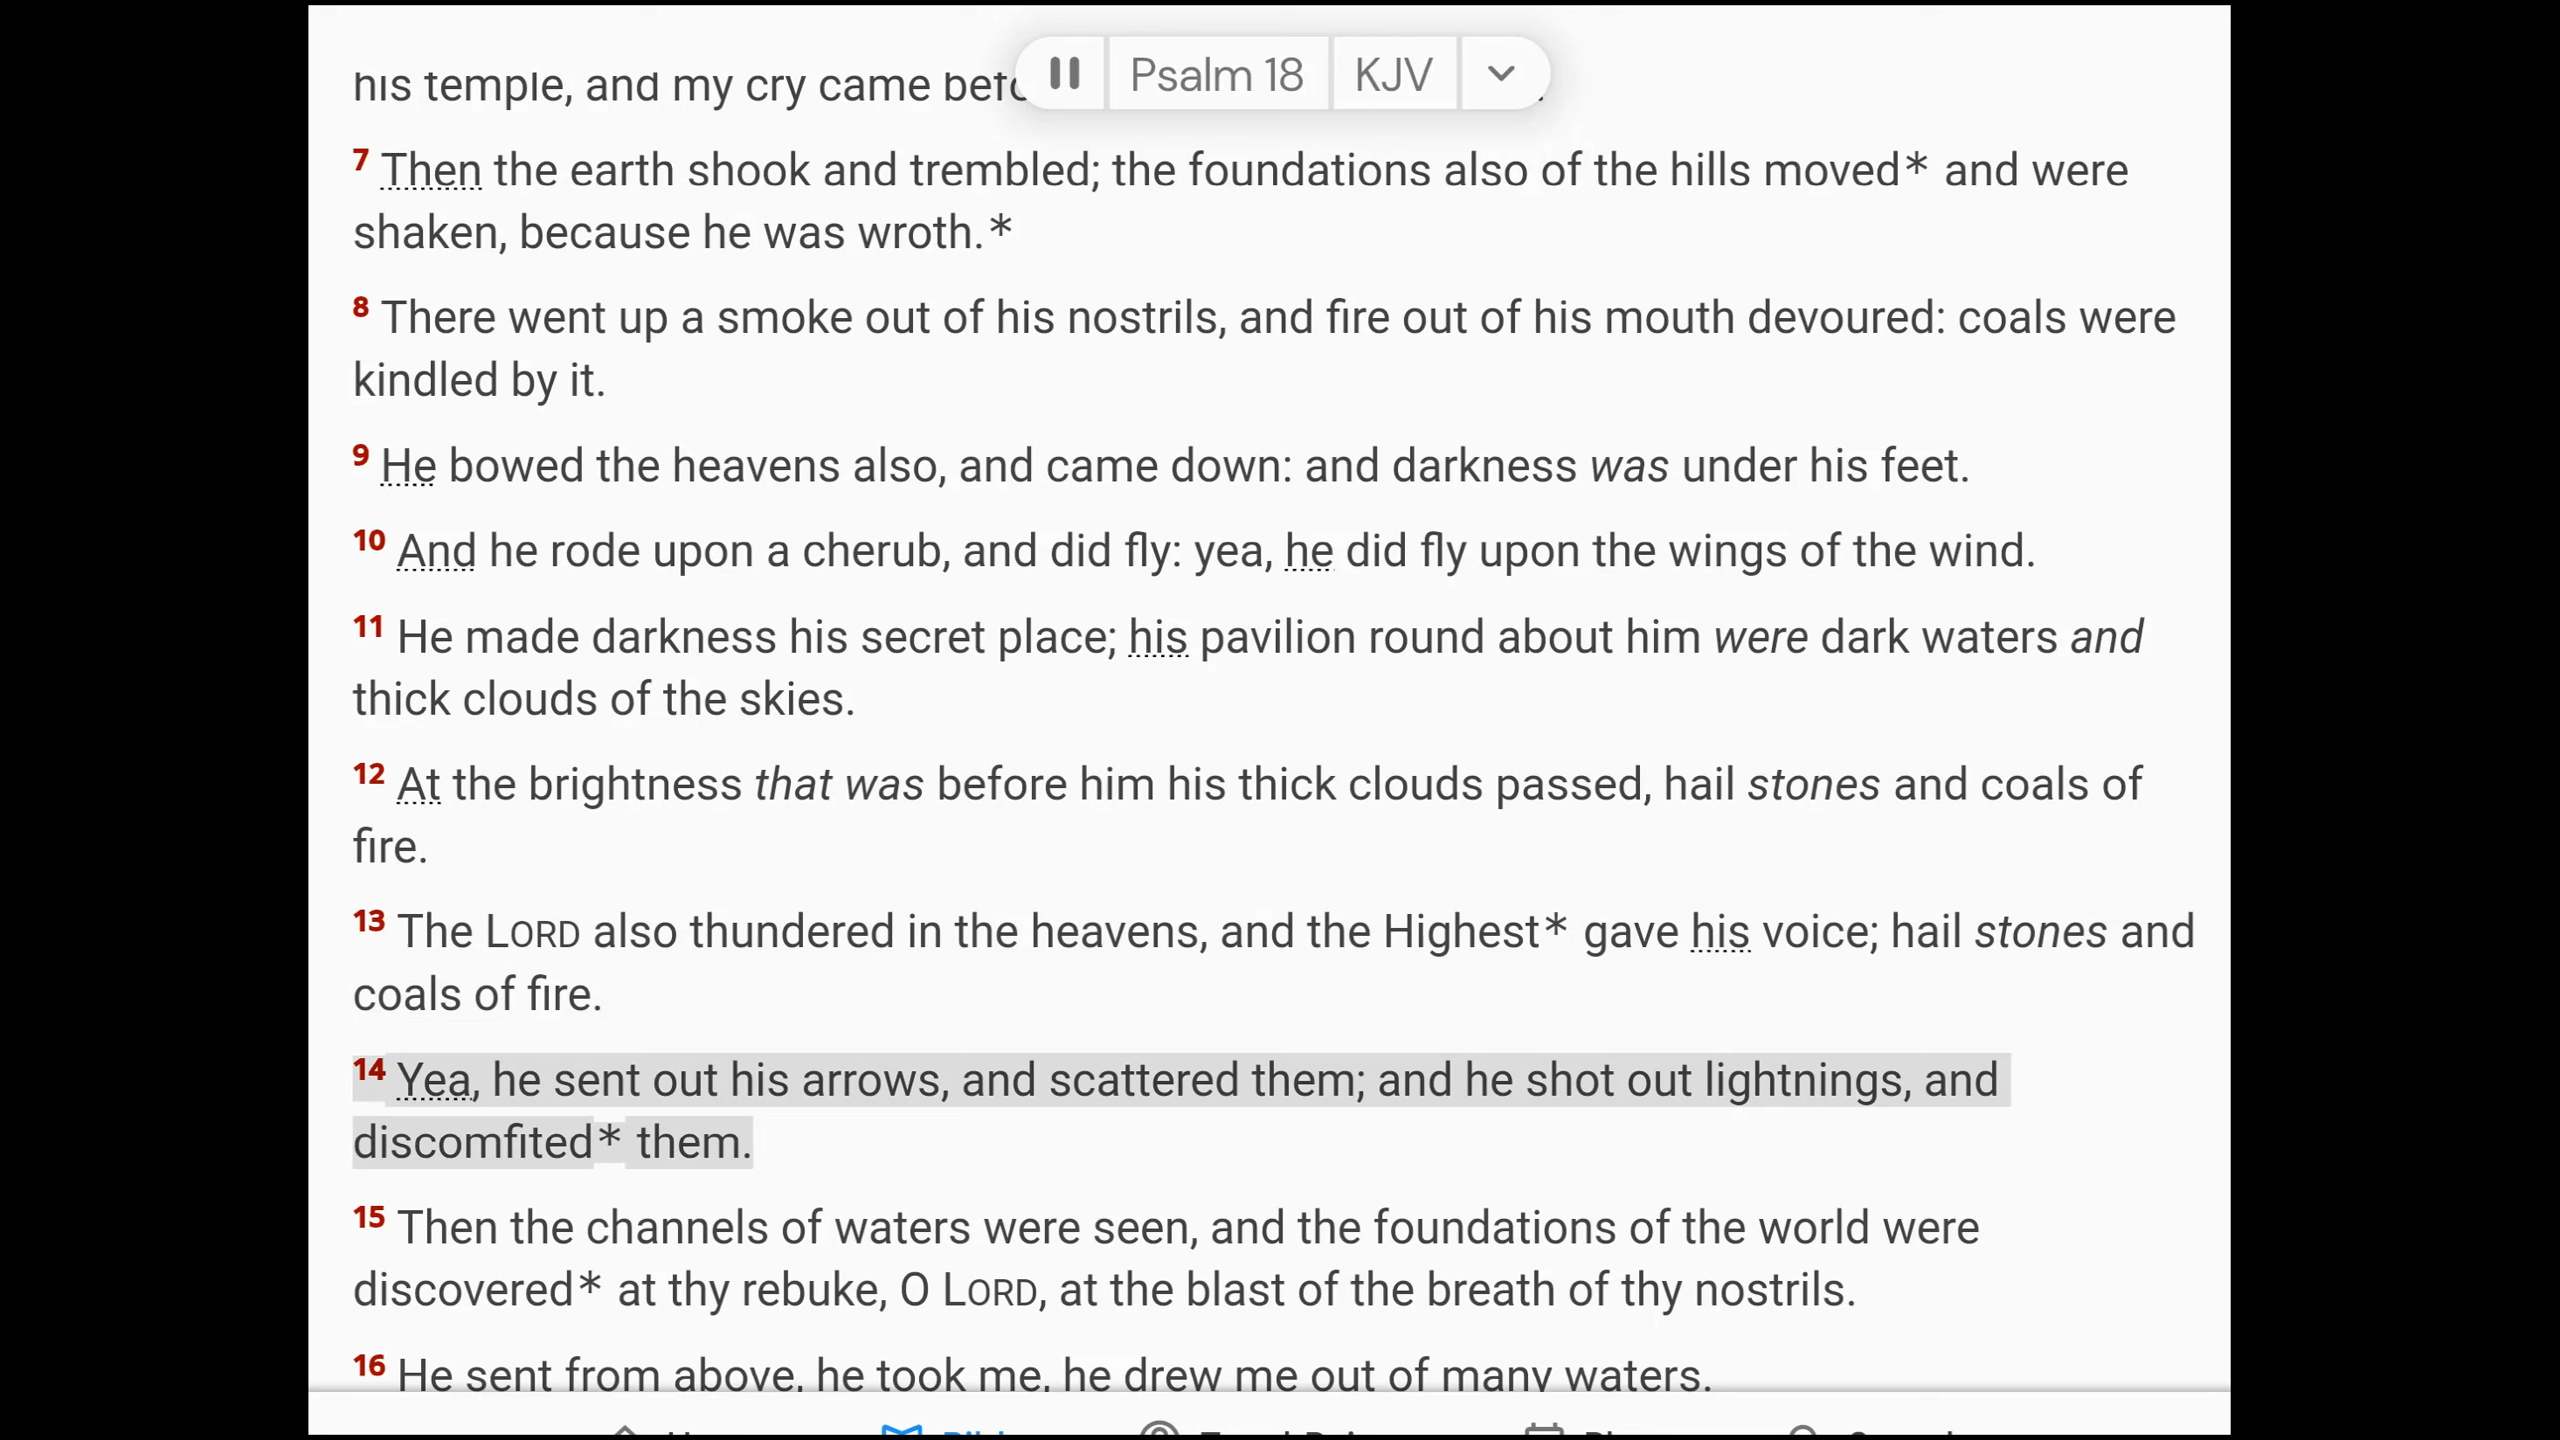 Psalm 18 KJV
his temple, and my cry came
7 Then the earth shook and trembled; the foundations also of the hills moved* and were
shaken, because he was wroth.*
8 There went up a smoke out of his nostrils, and fire out of his mouth devoured: coals were
kindled by it.
9 He bowed the heavens also, and came down: and darkness was under his feet.
10 And he rode upon a cherub, and did fly: yea, he did fly upon the wings of the wind.
11 He made darkness his secret place; his pavilion round about him were dark waters and
thick clouds of the skies.
12 At the brightness that was before him his thick clouds passed, hail stones and coals of
fire.
13 The LORD also thundered in the heavens, and the Highest* gave his voice; hail stones and
coals of fire.
14 Yea, he sent out his arrows, and scattered them; and he shot out lightnings, and
discomfited* them.
15 Then the channels of waters were seen, and the foundations of the world were
discovered* at thy rebuke, O LORD, at the blast of the breath of thy nostrils.
16 He sent from above, he took me, he drew me out of many waters.